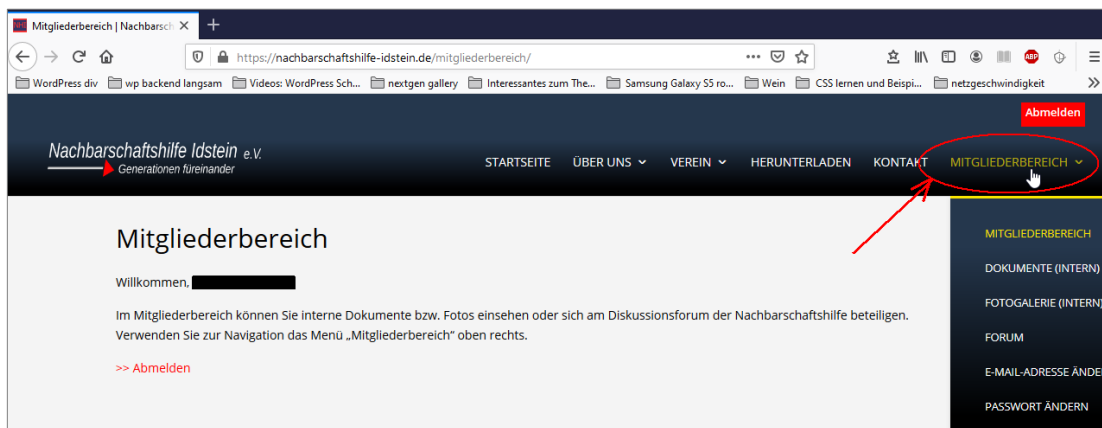 Mitgliederbereich | Nachbarsch
https://nachbarschaftshilfe-idstein.de/mitgliederbereich/
ABP
WordPress div wp backend langsam Videos: WordPress Sch... nextgen gallery Interessantes zum The... Samsung Galaxy S5 ro... Wein CSS lernen und Beispi... netzgeschwindigkeit
Abmelden
Nachbarschaftshilfe Idstein e.V.
Generationen füreinander
STARTSEITE ÜBER UNS VEREIN HERUNTERLADEN KONTAKT MITGLIEDERBEREICH
Mitgliederbereich
Willkommen,
Im Mitgliederbereich können Sie interne Dokumente bzw. Fotos einsehen oder sich am Diskussionsforum der Nachbarschaftshilfe beteiligen.
Verwenden Sie zur Navigation das Menü „Mitgliederbereich" oben rechts.
>> Abmelden
MITGLIEDERBEREICH
DOKUMENTE (INTERN)
FOTOGALERIE (INTERN)
FORUM
E-MAIL-ADRESSE ÄNDE
PASSWORT ÄNDERN